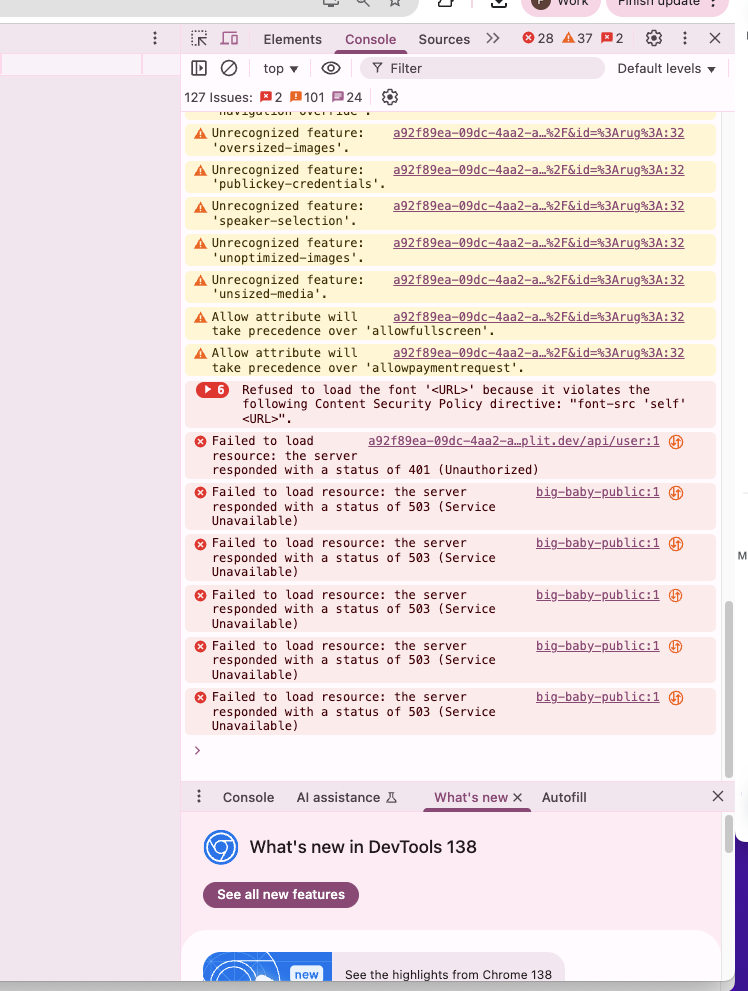 Work
Finish update
Elements Console Sources 28 37 2
top Filter Default levels
127 Issues: 2 101 24
'navigation-override'.
Unrecognized feature: a92f89ea-09dc-4aa2-a…%2F&id=%3Arug%3A:32
'oversized-images'.
Unrecognized feature: a92f89ea-09dc-4aa2-a…%2F&id=%3Arug%3A:32
'publickey-credentials'.
Unrecognized feature: a92f89ea-09dc-4aa2-a…%2F&id=%3Arug%3A:32
'speaker-selection'.
Unrecognized feature: a92f89ea-09dc-4aa2-a…%2F&id=%3Arug%3A:32
'unoptimized-images'.
Unrecognized feature: a92f89ea-09dc-4aa2-a…%2F&id=%3Arug%3A:32
'unsized-media'.
Allow attribute will a92f89ea-09dc-4aa2-a…%2F&id=%3Arug%3A:32
take precedence over 'allowfullscreen'.
Allow attribute will a92f89ea-09dc-4aa2-a…%2F&id=%3Arug%3A:32
take precedence over 'allowpaymentrequest'.
6 Refused to load the font '<URL>' because it violates the
following Content Security Policy directive: "font-src 'self'
<URL>".
Failed to load a92f89ea-09dc-4aa2-a…plit.dev/api/user:1
resource: the server
responded with a status of 401 (Unauthorized)
Failed to load resource: the server big-baby-public:1
responded with a status of 503 (Service
Unavailable)
Failed to load resource: the server big-baby-public:1
responded with a status of 503 (Service
Unavailable)
Failed to load resource: the server big-baby-public:1
responded with a status of 503 (Service
Unavailable)
Failed to load resource: the server big-baby-public:1
responded with a status of 503 (Service
Unavailable)
Failed to load resource: the server big-baby-public:1
responded with a status of 503 (Service
Unavailable)
Console AI assistance What's new Autofill
What's new in DevTools 138
See all new features
new
See the highlights from Chrome 138